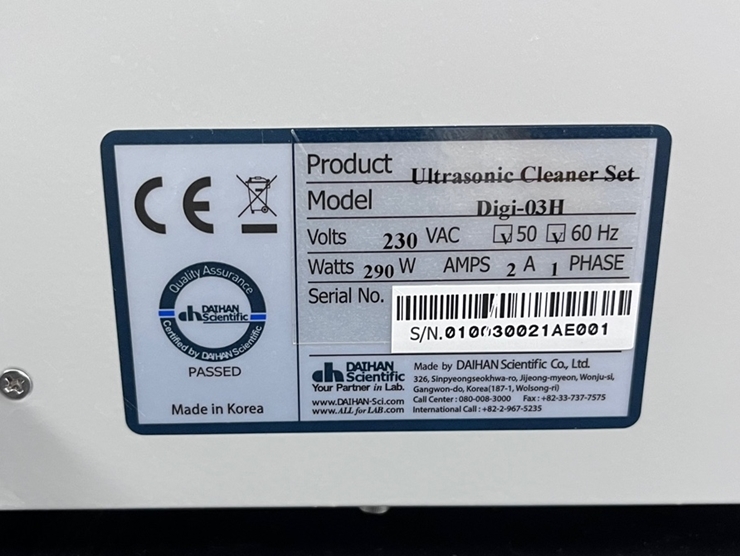 CE
Quality Assurance
DAIHAN
Scientific
Certified by DAIHAN Scientific
PASSED
Made in Korea
Product Ultrasonic Cleaner Set
Model Digi-03H
Volts 230 VAC 50 60 Hz
Watts 290 W AMPS 2 A 1 PHASE
Serial No.
DAIHAN
Scientific
Your Partner in Lab.
www.DAIHAN-Sci.com
www.ALL for LAB.com
Made by DAIHAN Scientific Co., Ltd.
326, Sinpyeongseokhwa-ro, Jijeong-myeon, Wonju-si,
Gangwon-do, Korea(187-1, Wolsong-ri)
Call Center : 080-008-3000 Fax : +82-33-737-7575
International Call : +82-2-967-5235